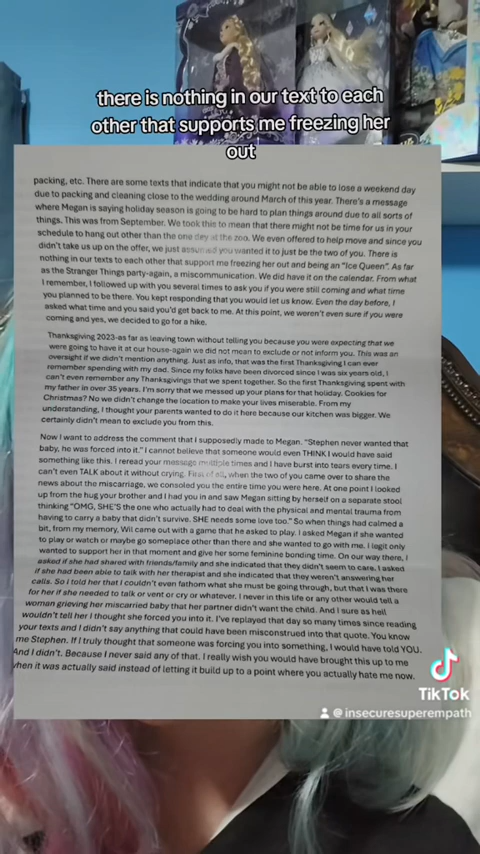 there is nothing in our text to each
other that supports me freezing her
out
packing, etc. There are some texts that indicate that you might not be able to lose a weekend day
due to packing and cleaning close to the wedding around March of this year. There's a message
where Megan is saying holiday season is going to be hard to plan things around due to all sorts of
things. This was from September. We took this to mean that there might not be time for us in your
schedule to hang out other than the one day at the zoo. We even offered to help move and since you
didn't take us up on the offer, we just assumed you wanted it to just be the two of you. There is
nothing in our texts to each other that support me freezing her out and being an "Ice Queen". As far
as the Stranger Things party-again, a miscommunication. We did have it on the calendar. From what
I remember, I followed up with you several times to ask if you were still coming and what time
you planned to be there. You kept responding that you would let us know. Even the day before, I
asked what time and you said you'd get back to me. At this point, we weren't even sure if you were
coming and yes, we decided to go for a hike.
Thanksgiving 2023-as far as leaving town without telling you because you were expecting that we
were going to have it at our house-again we did not mean to exclude or not inform you. This was an
oversight if we didn't mention anything. Just as info, that was the first Thanksgiving I can ever
remember spending with my dad. Since my folks have been divorced since I was six years old, I
can't even remember any Thanksgivings that we spent together. So the first Thanksgiving spent with
my father in over 35 years. I'm sorry that we messed up your plans for that holiday. Cookies for
Christmas? No we didn't change the location to make your lives miserable. From my
understanding, I thought your parents wanted to do it here because our kitchen was bigger. We
certainly didn't mean to exclude you from this.
Now I want to address the comment that I supposedly made to Megan. "Stephen never wanted that
baby, he was forced into it." I cannot believe that someone would even THINK I would have said
something like this. I reread your message multiple times and I have burst into tears every time. I
can't even TALK about it without crying. First of all, when the two of you came over to share the
news about the miscarriage, we consoled you the entire time you were here. At one point I looked
up from the hug your brother and I had you in and saw Megan sitting by herself on a separate stool
thinking "OMG, SHE'S the one who actually had to deal with the physical and mental trauma from
having to carry a baby that didn't survive. SHE needs some love too." So when things had calmed a
bit, from my memory, Wil came out with a game that he asked to play. I asked Megan if she wanted
to play or watch or maybe go someplace other than there and she wanted to go with me. I legit only
wanted to support her in that moment and give her some feminine bonding time. On our way there, I
asked if she had shared with friends/family and she indicated that they didn't seem to care. I asked
if she had been able to talk with her therapist and she indicated that they weren't answering her
calls. So I told her that I couldn't even fathom what she must be going through, but that I was there
for her if she needed to talk or vent or cry or whatever. I never in this life or any other would tell a
woman grieving her miscarried baby that her partner didn't want the child. And I sure as hell
wouldn't tell her I thought she forced you into it. I've replayed that day so many times since reading
your texts and I didn't say anything that could have been misconstrued into that quote. You know
me Stephen. If I truly thought that someone was forcing you into something, I would have told YOU.
And I didn't. Because I never said any of that. I really wish you would have brought this up to me
when it was actually said instead of letting it build up to a point where you actually hate me now.
TikTok
@insecuresuperempath